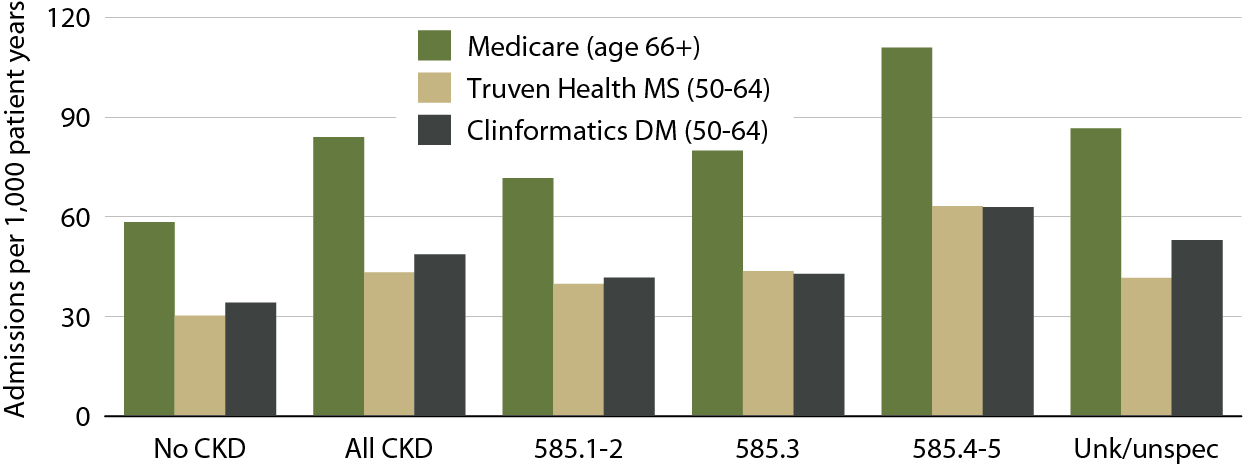 Admissions per 1,000 patient years
120
90
60
30
0
Medicare (age 66+)
Truven Health MS (50-64)
Clinformatics DM (50-64)
No CKD
All CKD
585.1-2
585.3
585.4-5
Unk/unspec